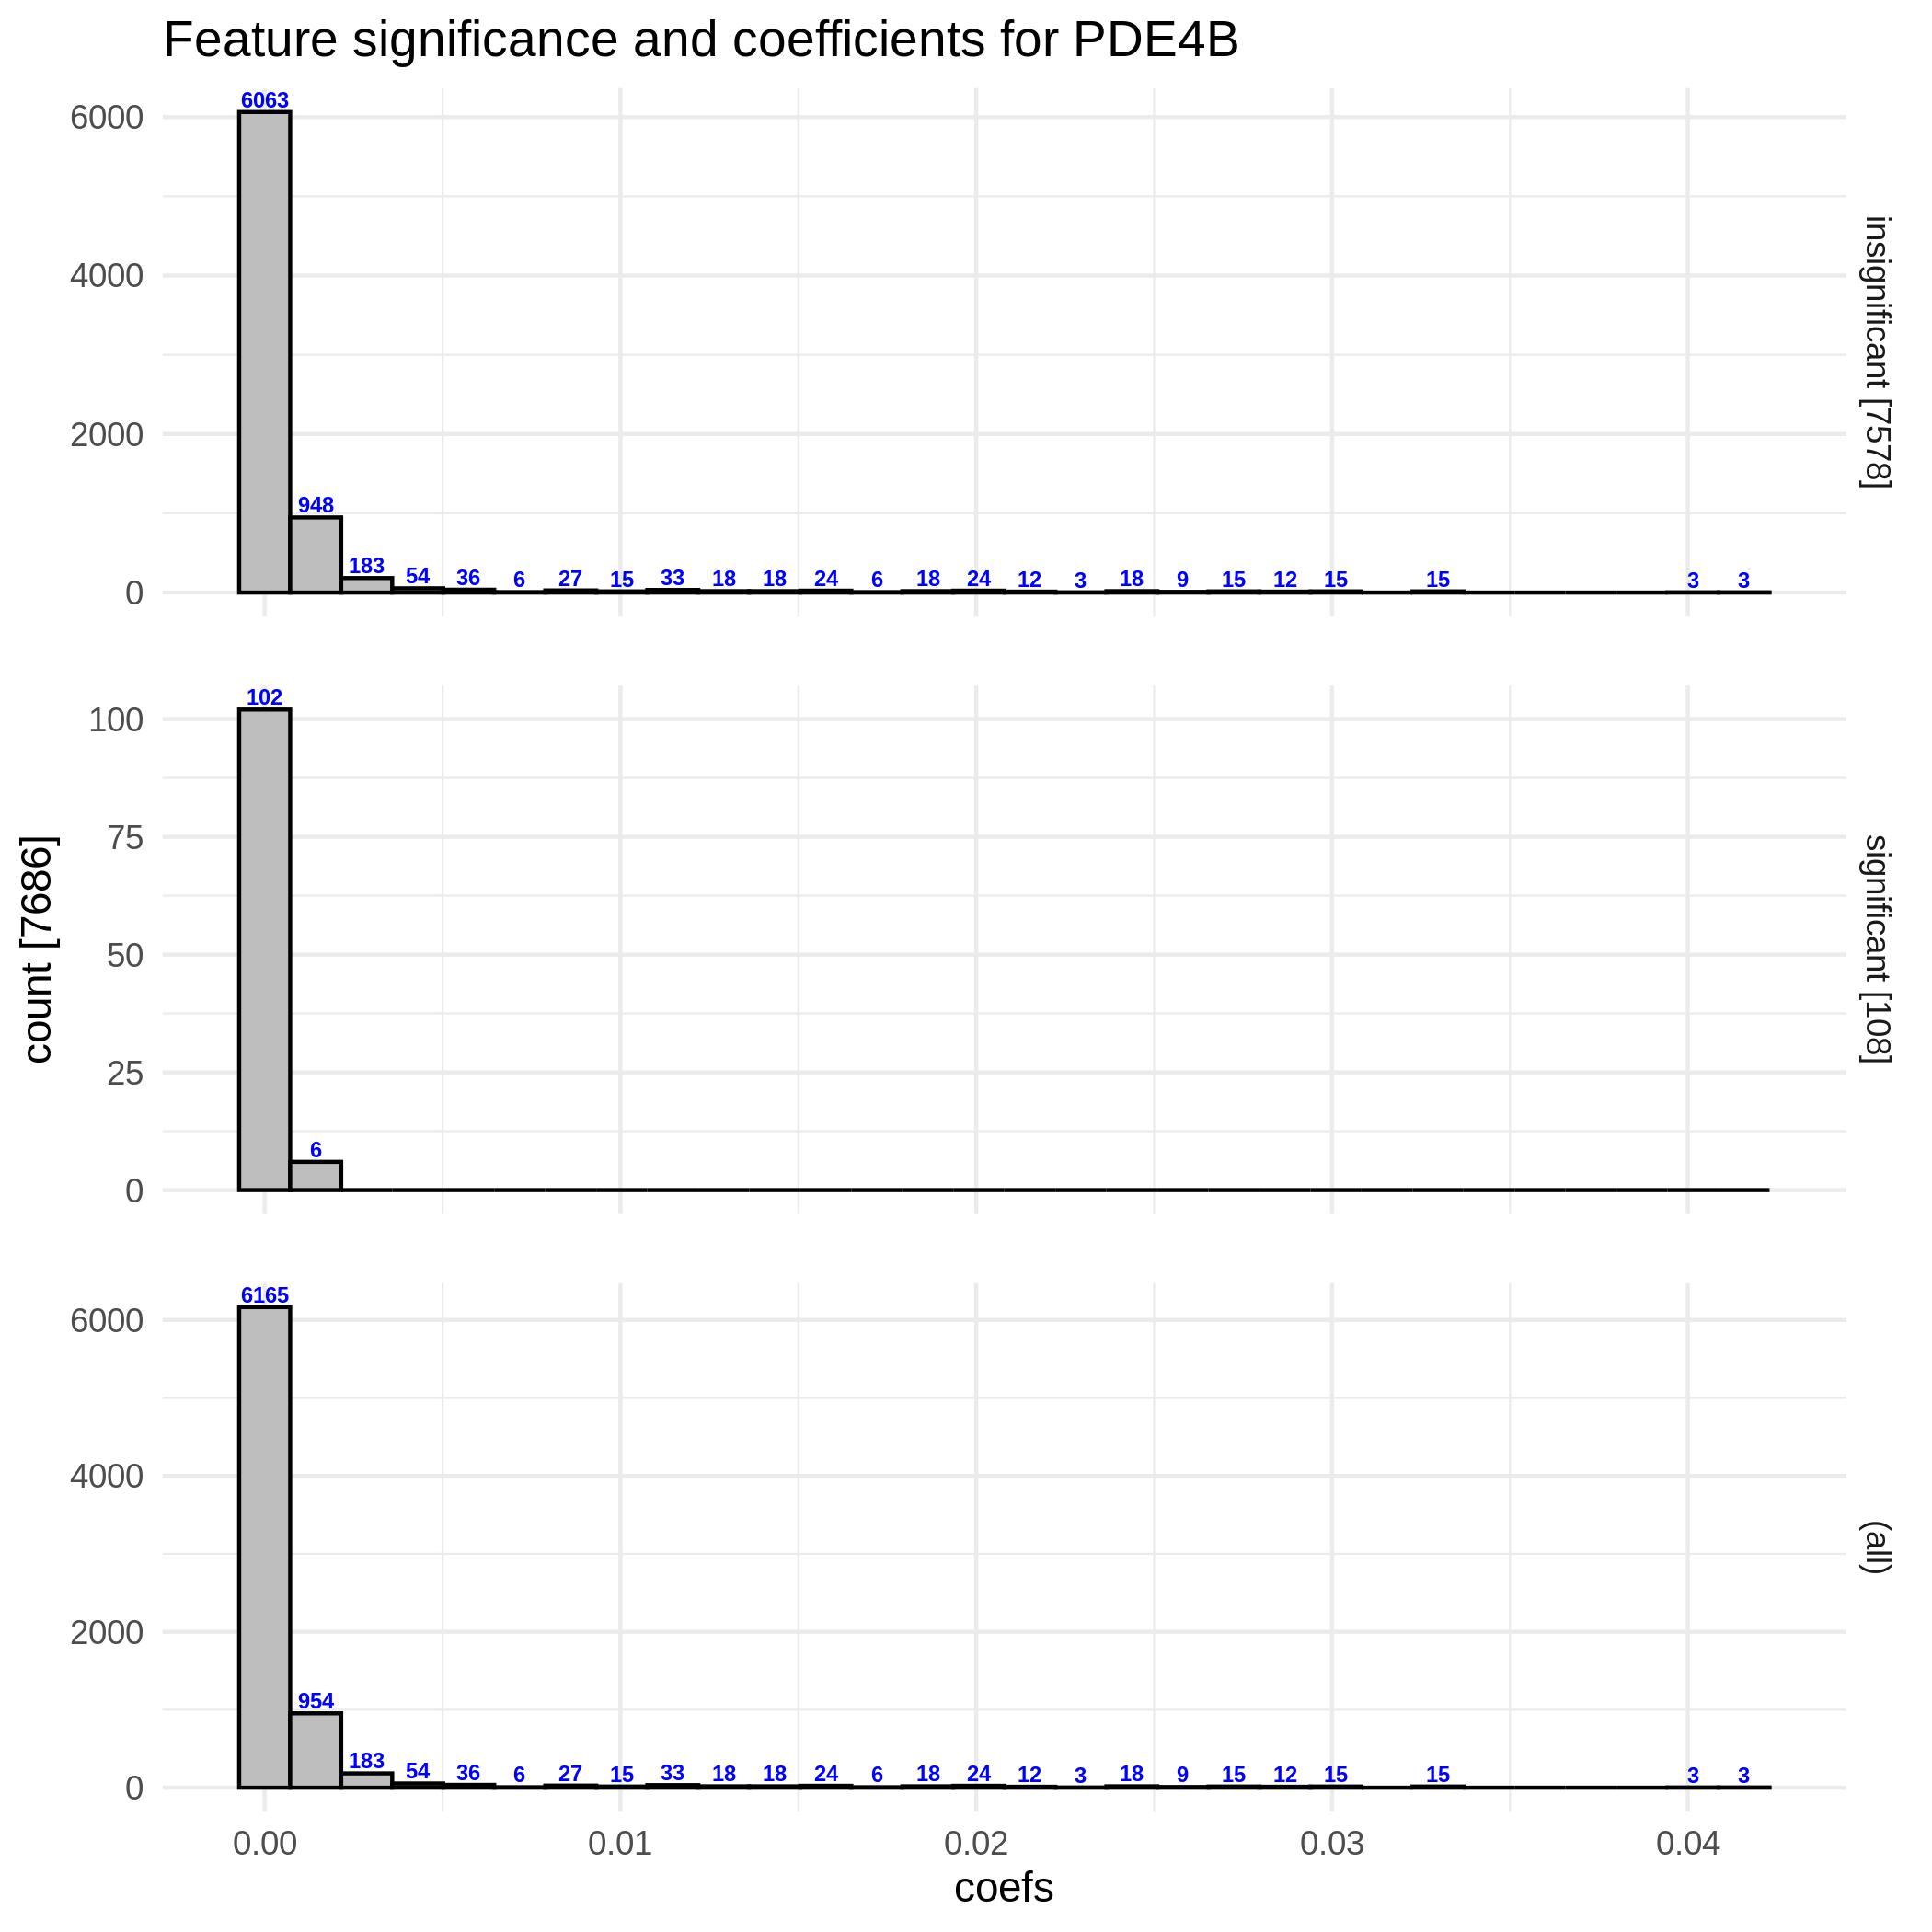 Feature significance and coefficients for PDE4B
count [7686]
6000
4000
2000
0
6063
948
183 54 36 6 27 15 33 18 18 24 6 18 24 12 3 18 9 15 12 15 15 3 3
insignificant [7578]
100
75
50
25
0
102
6
significant [108]
6000
4000
2000
0
6165
954
183 54 36 6 27 15 33 18 18 24 6 18 24 12 3 18 9 15 12 15 15 3 3
(all)
0.00 0.01 0.02 0.03 0.04
coefs